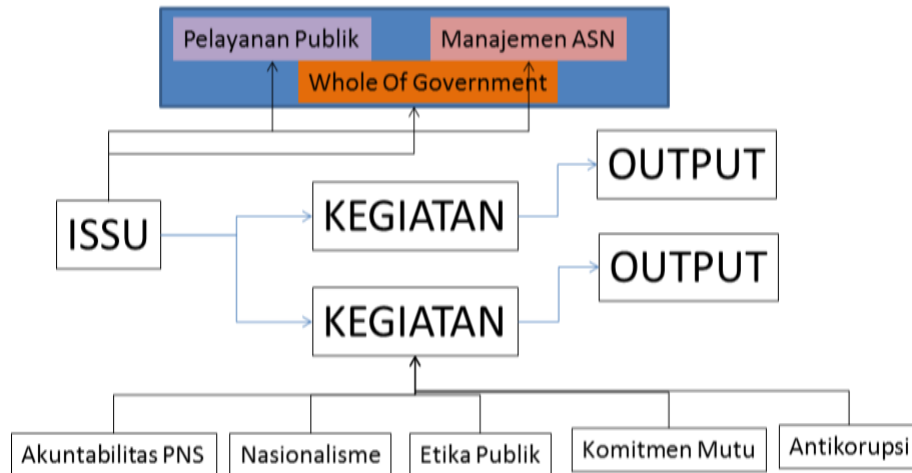 Pelayanan Publik
Manajemen ASN
Whole Of Government
OUTPUT
ISSU
KEGIATAN
OUTPUT
KEGIATAN
Akuntabilitas PNS
Nasionalisme
Etika Publik
Komitmen Mutu
Antikorupsi